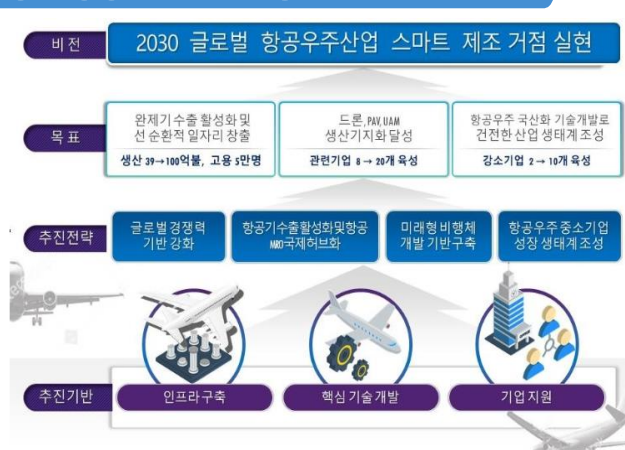 비전
2030 글로벌 항공우주산업 스마트 제조 거점 실현
목표
완제기 수출 활성화 및
선 순환적 일자리 창출
생산 39→100억불, 고용 5만명
드론, PAV, UAM
생산기지화 달성
관련기업 8 → 20개 육성
항공우주 국산화 기술개발로
건전한 산업 생태계 조성
강소기업 2 → 10개 육성
추진전략
글로벌 경쟁력
기반 강화
항공기수출활성화및항공
MRO국제허브화
미래형 비행체
개발 기반구축
항공우주 중소기업
성장 생태계 조성
추진기반
인프라 구축
핵심 기술 개발
기업 지원